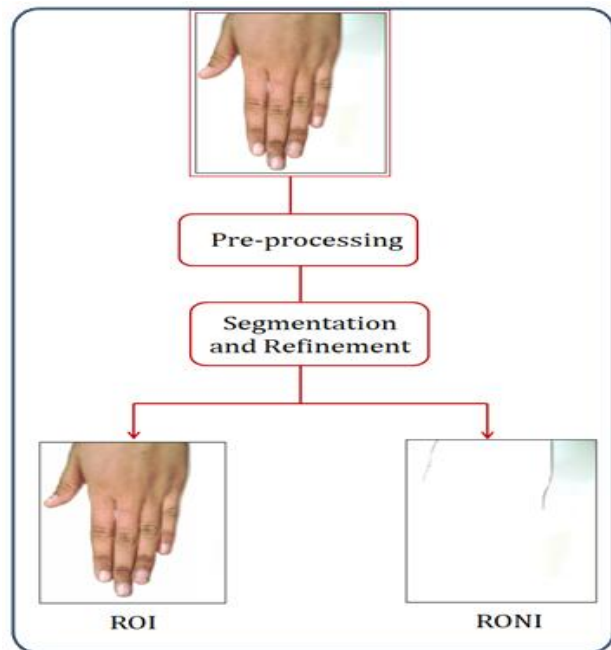 Pre-processing
Segmentation
and Refinement
ROI
RONI